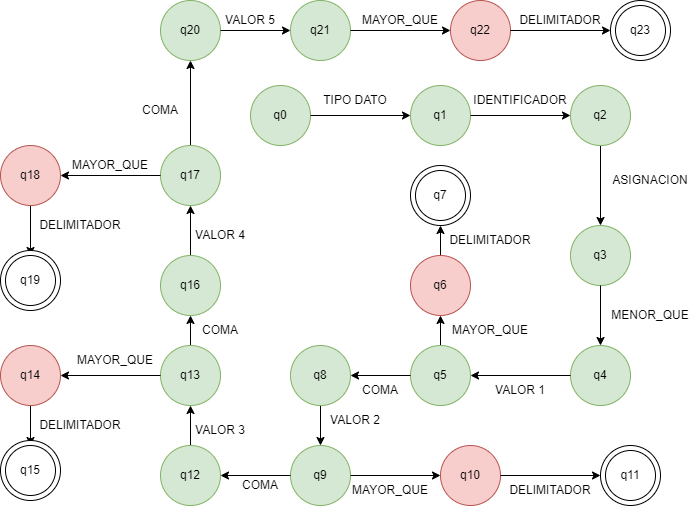 q20
VALOR 5
q21
MAYOR_QUE
q22
DELIMITADOR
q23
COMA
q0
TIPO DATO
q1
IDENTIFICADOR
q2
q18
MAYOR_QUE
q17
ASIGNACION
q7
DELIMITADOR
VALOR 4
DELIMITADOR
q3
q19
q16
q6
MENOR_QUE
COMA
MAYOR_QUE
q14
MAYOR_QUE
q13
q8
COMA
q5
VALOR 1
q4
DELIMITADOR
VALOR 3
VALOR 2
q15
q12
COMA
q9
MAYOR_QUE
q10
DELIMITADOR
q11